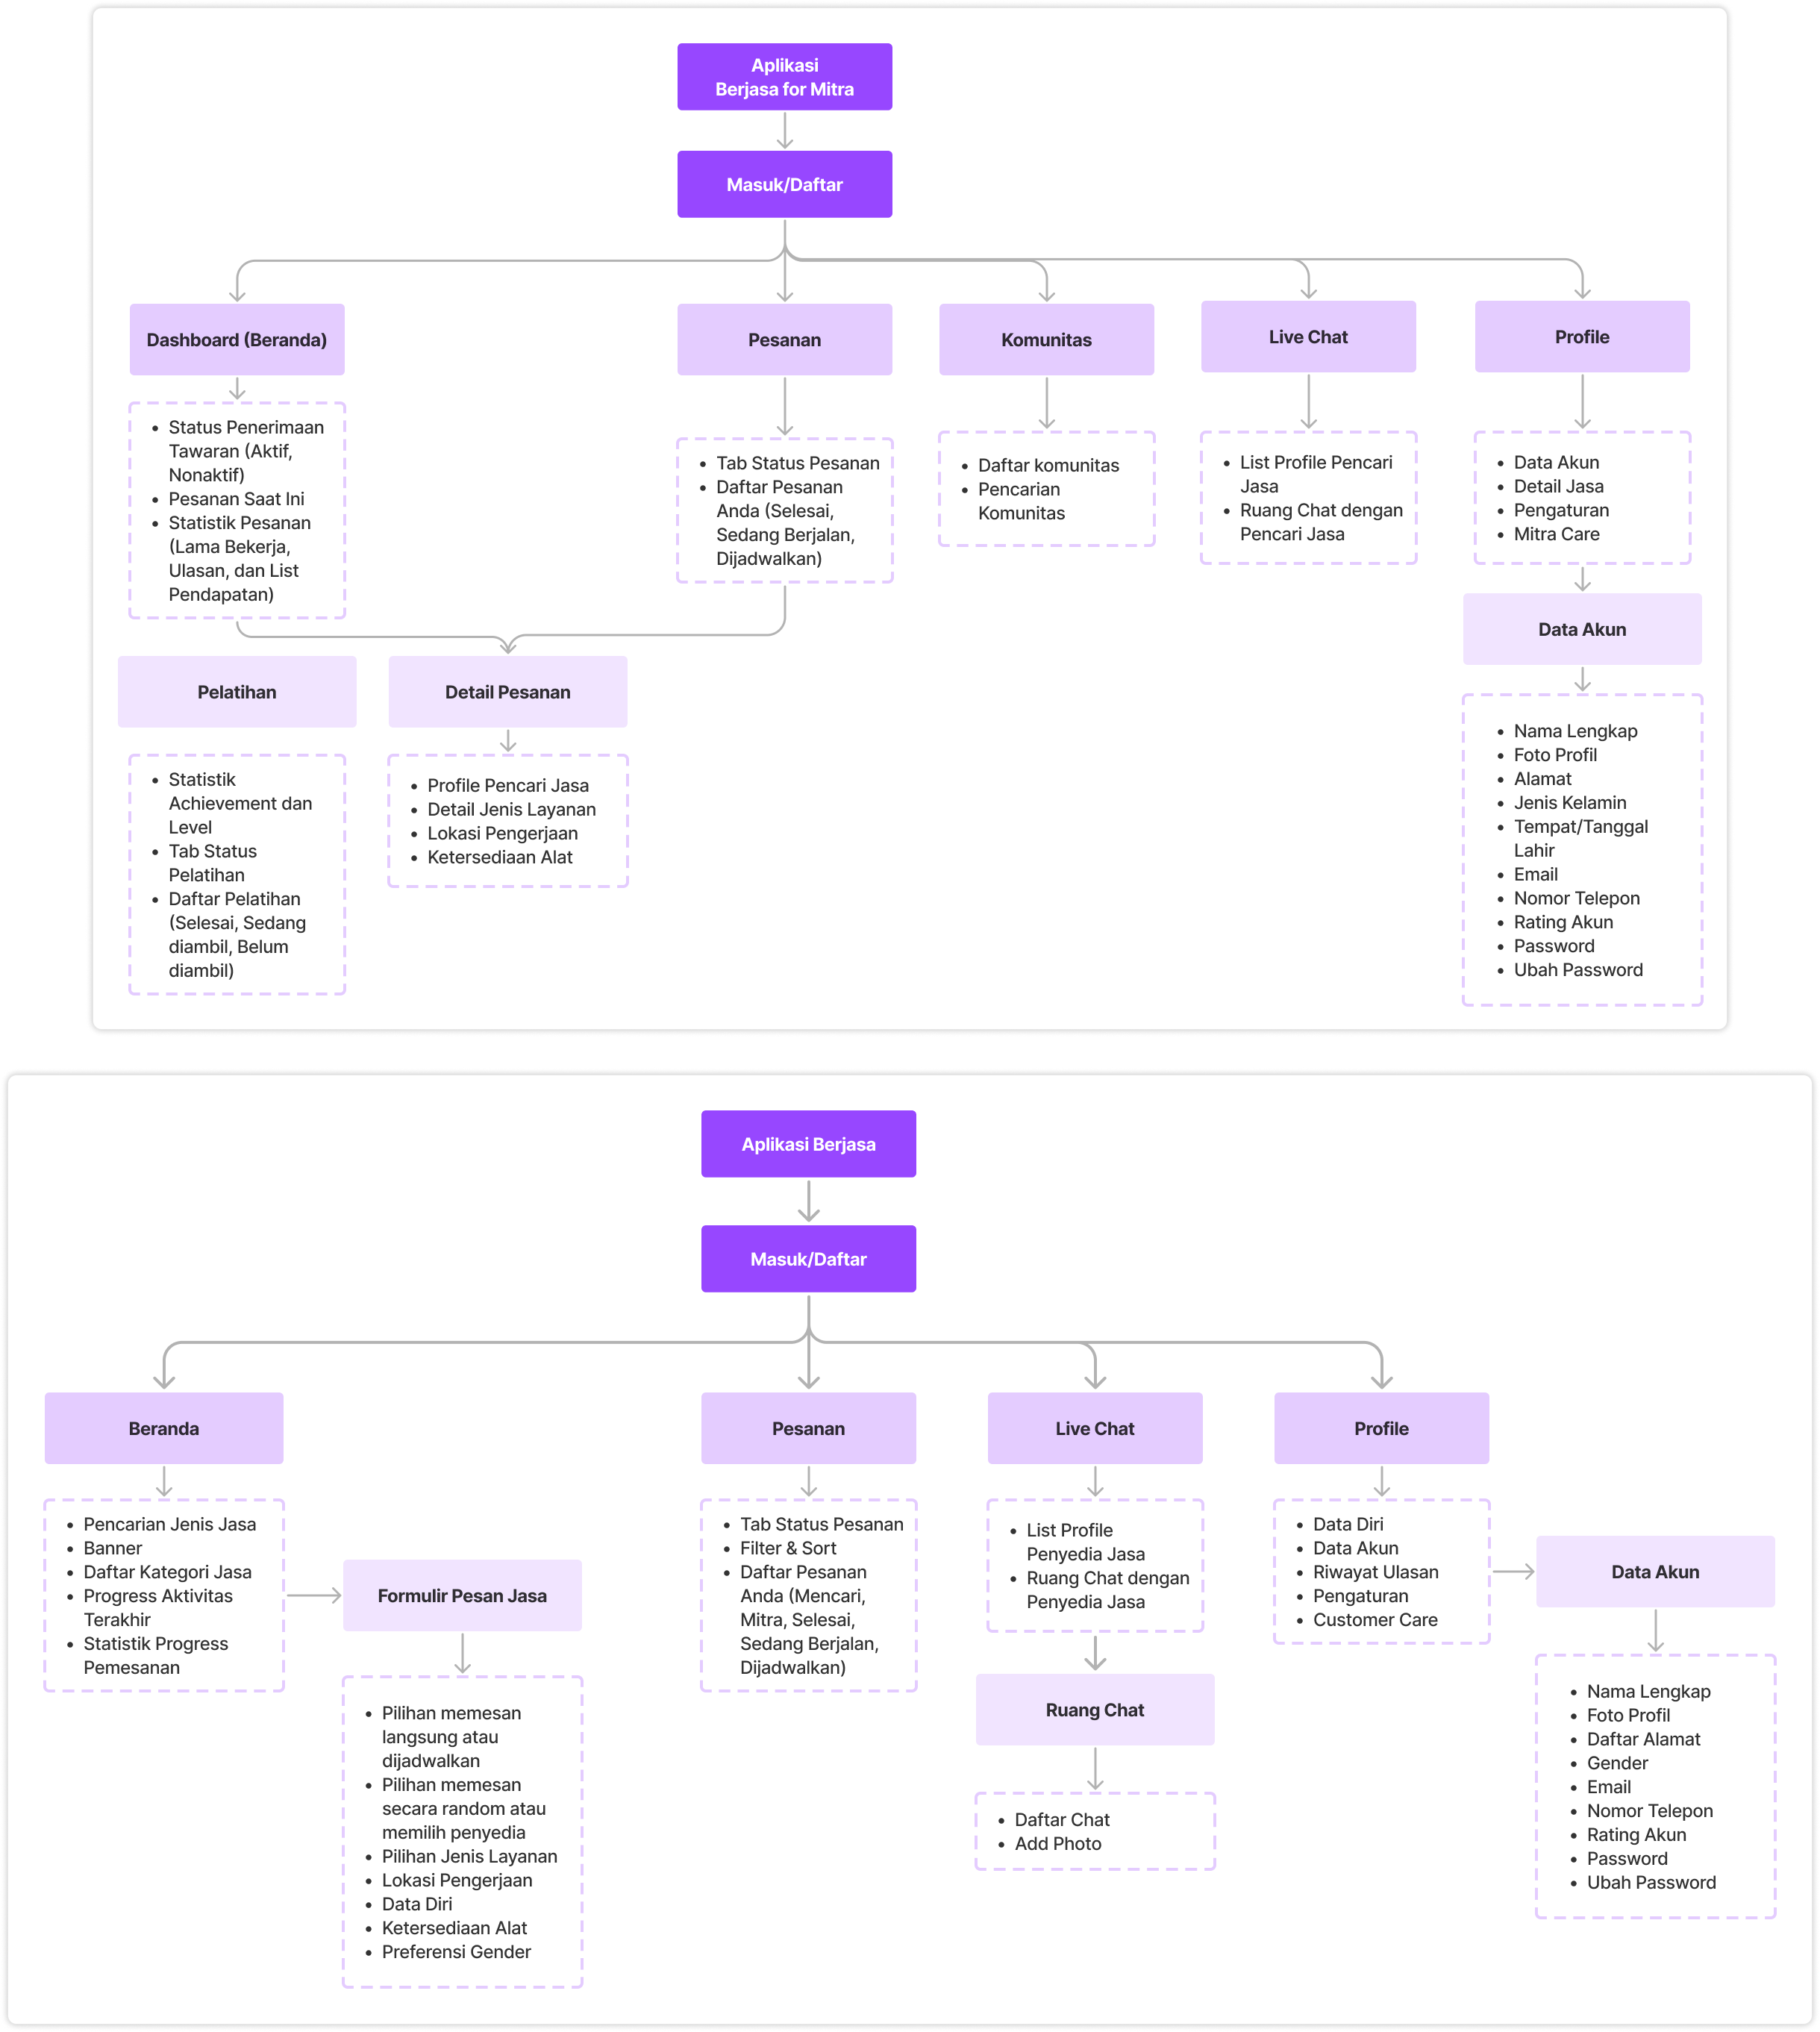 Aplikasi
Berjasa for Mitra
Masuk/Daftar
Dashboard (Beranda)
Pesanan
Komunitas
Live Chat
Profile
• Status Penerimaan
Tawaran (Aktif,
Nonaktif)
• Pesanan Saat Ini
• Statistik Pesanan
(Lama Bekerja,
Ulasan, dan List
Pendapatan)
• Tab Status Pesanan
• Daftar Pesanan
Anda (Selesai,
Sedang Berjalan,
Dijadwalkan)
• Daftar komunitas
• Pencarian
Komunitas
• List Profile Pencari
Jasa
• Ruang Chat dengan
Pencari Jasa
• Data Akun
• Detail Jasa
• Pengaturan
• Mitra Care
Pelatihan
Detail Pesanan
Data Akun
• Statistik
Achievement dan
Level
• Tab Status
Pelatihan
• Daftar Pelatihan
(Selesai, Sedang
diambil, Belum
diambil)
• Profile Pencari Jasa
• Detail Jenis Layanan
• Lokasi Pengerjaan
• Ketersediaan Alat
• Nama Lengkap
• Foto Profil
• Alamat
• Jenis Kelamin
• Tempat/Tanggal
Lahir
• Email
• Nomor Telepon
• Rating Akun
• Password
• Ubah Password
Aplikasi Berjasa
Masuk/Daftar
Beranda
Pesanan
Live Chat
Profile
• Pencarian Jenis Jasa
• Banner
• Daftar Kategori Jasa
• Progress Aktivitas
Terakhir
• Statistik Progress
Pemesanan
Formulir Pesan Jasa
• Pilihan memesan
langsung atau
dijadwalkan
• Pilihan memesan
secara random atau
memilih penyedia
• Pilihan Jenis Layanan
• Lokasi Pengerjaan
• Data Diri
• Ketersediaan Alat
• Preferensi Gender
• Tab Status Pesanan
• Filter & Sort
• Daftar Pesanan
Anda (Mencari,
Mitra, Selesai,
Sedang Berjalan,
Dijadwalkan)
• List Profile
Penyedia Jasa
• Ruang Chat dengan
Penyedia Jasa
Ruang Chat
• Daftar Chat
• Add Photo
• Data Diri
• Data Akun
• Riwayat Ulasan
• Pengaturan
• Customer Care
Data Akun
• Nama Lengkap
• Foto Profil
• Daftar Alamat
• Gender
• Email
• Nomor Telepon
• Rating Akun
• Password
• Ubah Password